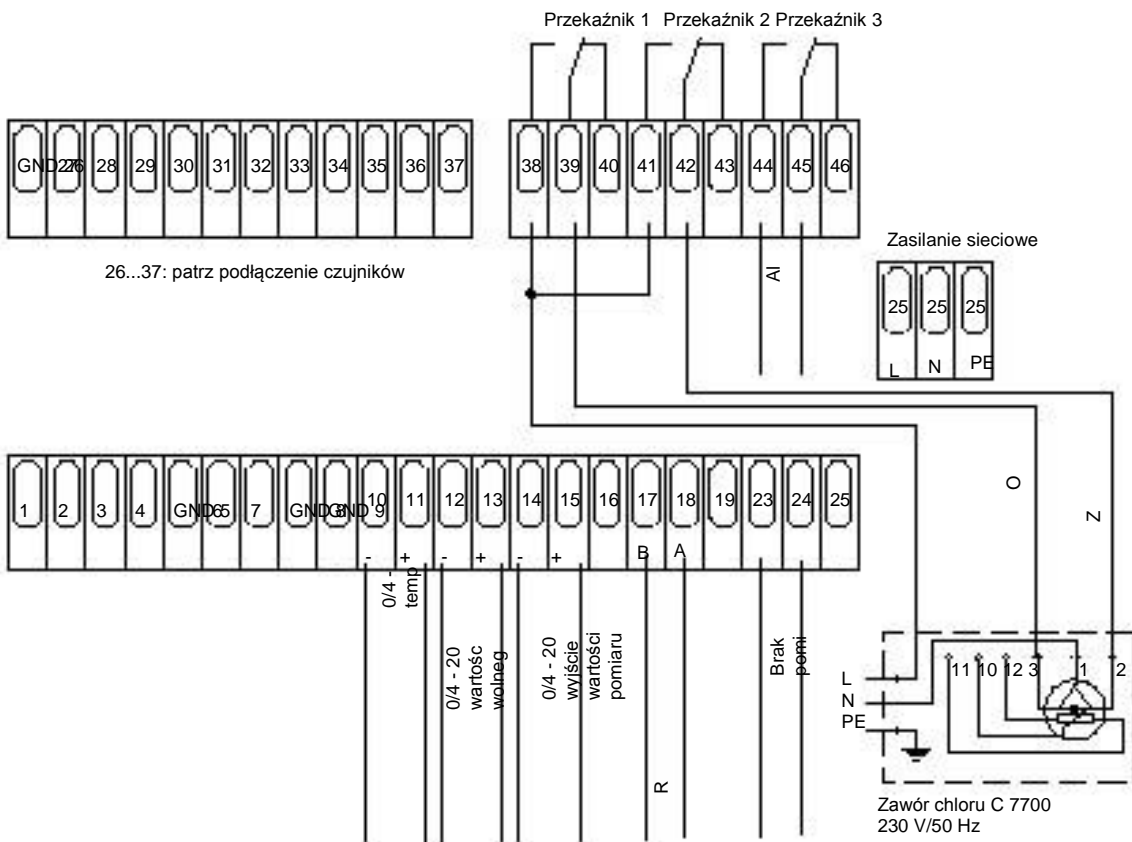 Przekaźnik 1 Przekaźnik 2 Przekaźnik 3
GND 27 26 28 29 30 31 32 33 34 35 36 37
38 39 40 41 42 43 44 45 46
26...37: patrz podłączenie czujników
Al
Zasilanie sieciowe
25 25 25
L N PE
1 2 3 4 GND 6 5 7 GND 8 GND 9 10 11 12 13 14 15 16 17 18 19 23 24 25
- + - + - + B A
0/4 -
temp
0/4 - 20
wartośc
wolneg
0/4 - 20
wyjście
wartości
pomiaru
R
Brak
pomi
O
Z
11 10 12 3 1 2
L
N
PE
Zawór chloru C 7700
230 V/50 Hz